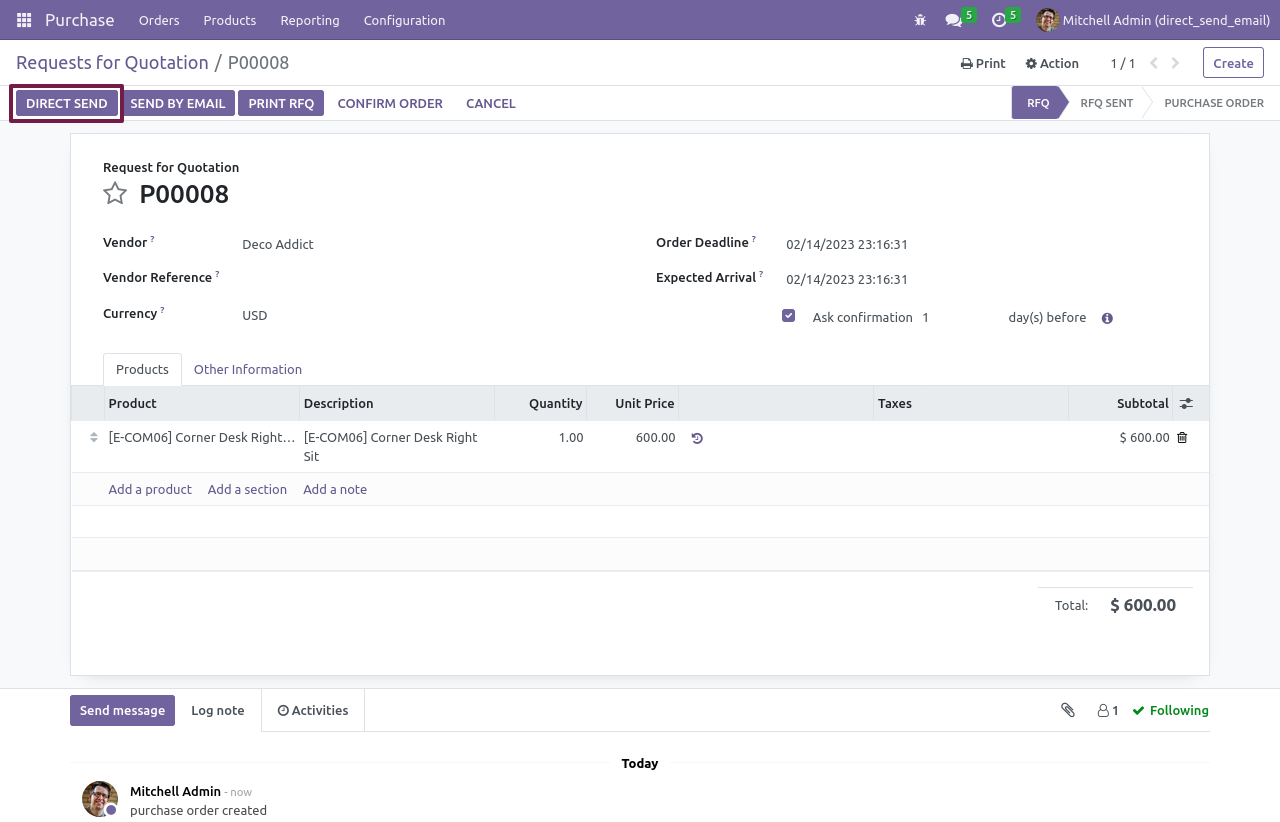 Purchase Orders Products Reporting Configuration 5 5 Mitchell Admin (direct_send_email)
Requests for Quotation / P00008 Print Action 1 / 1 Create
DIRECT SEND SEND BY EMAIL PRINT RFQ CONFIRM ORDER CANCEL RFQ RFQ SENT PURCHASE ORDER
Request for Quotation
P00008
Vendor ? Deco Addict Order Deadline ? 02/14/2023 23:16:31
Vendor Reference ? Expected Arrival ? 02/14/2023 23:16:31
Currency ? USD Ask confirmation 1 day(s) before
Products Other Information
Product Description Quantity Unit Price Taxes Subtotal
[E-COM06] Corner Desk Right… [E-COM06] Corner Desk Right 1.00 600.00 $ 600.00
Sit
Add a product Add a section Add a note
Total: $ 600.00
Send message Log note Activities 1 Following
Today
Mitchell Admin - now
purchase order created